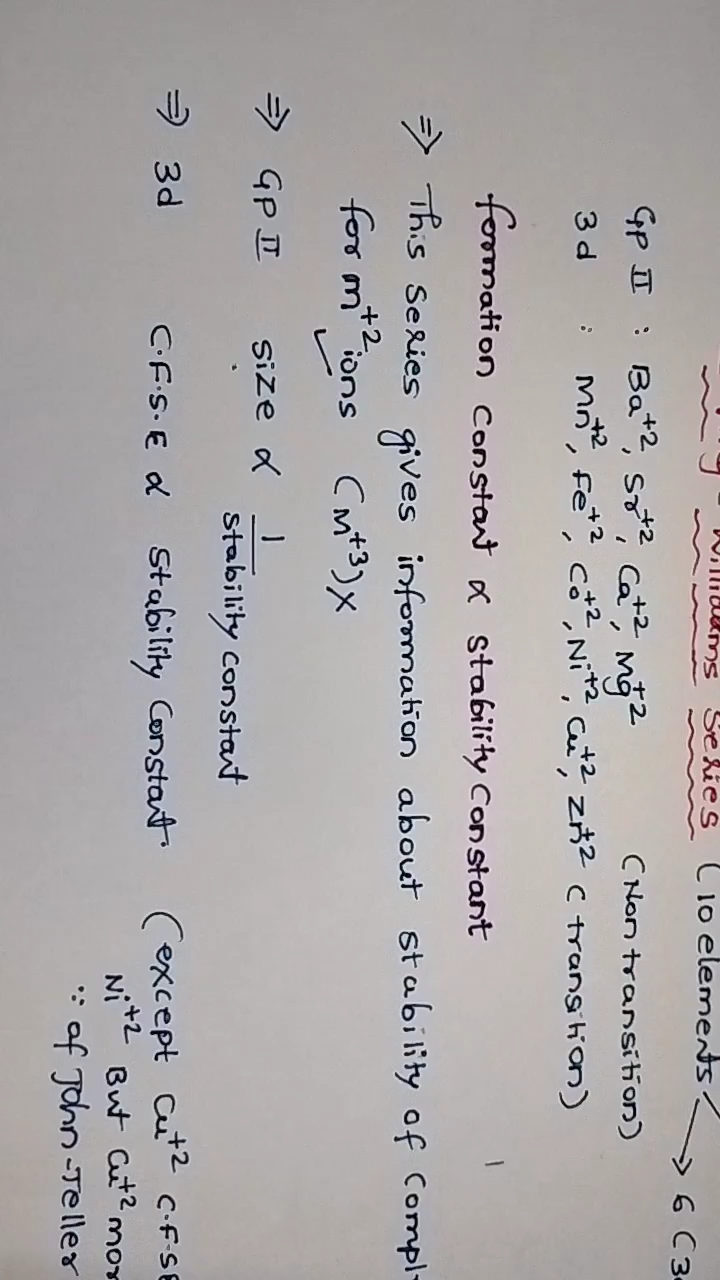 Williams Series (10 elements)
→ 6 (3
GP II : Ba+2, Sr+2, Ca+2, Mg+2 (Non transition)
3d : Mn+2, Fe+2, Co+2, Ni+2, Cu+2, Zn+2 (transition)
formation constant ∝ stability constant
⇒ This series gives information about stability of Compl
for m+2 ions (M+3) x
⇒ GP II size ∝ 1/stability constant
⇒ 3d C.F.S.E ∝ stability constant. (except Cu+2 C.F.S
Ni+2 But Cu+2 mor
∵ of John-Teller